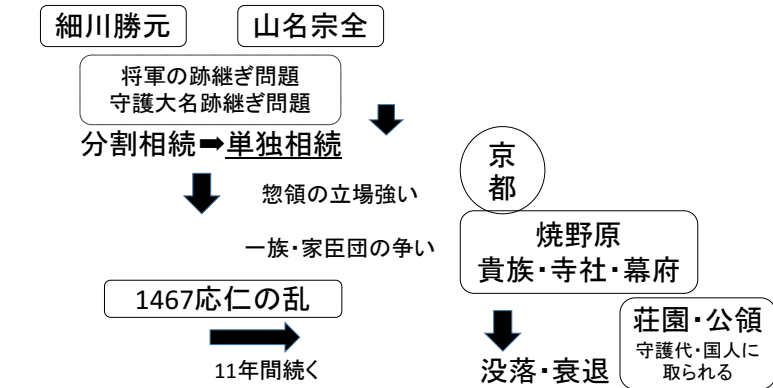 細川勝元
山名宗全
将軍の跡継ぎ問題
守護大名跡継ぎ問題
分割相続➡単独相続
惣領の立場強い
一族・家臣団の争い
1467応仁の乱
11年間続く
京
都
焼野原
貴族・寺社・幕府
没落・衰退
荘園・公領
守護代・国人に
取られる